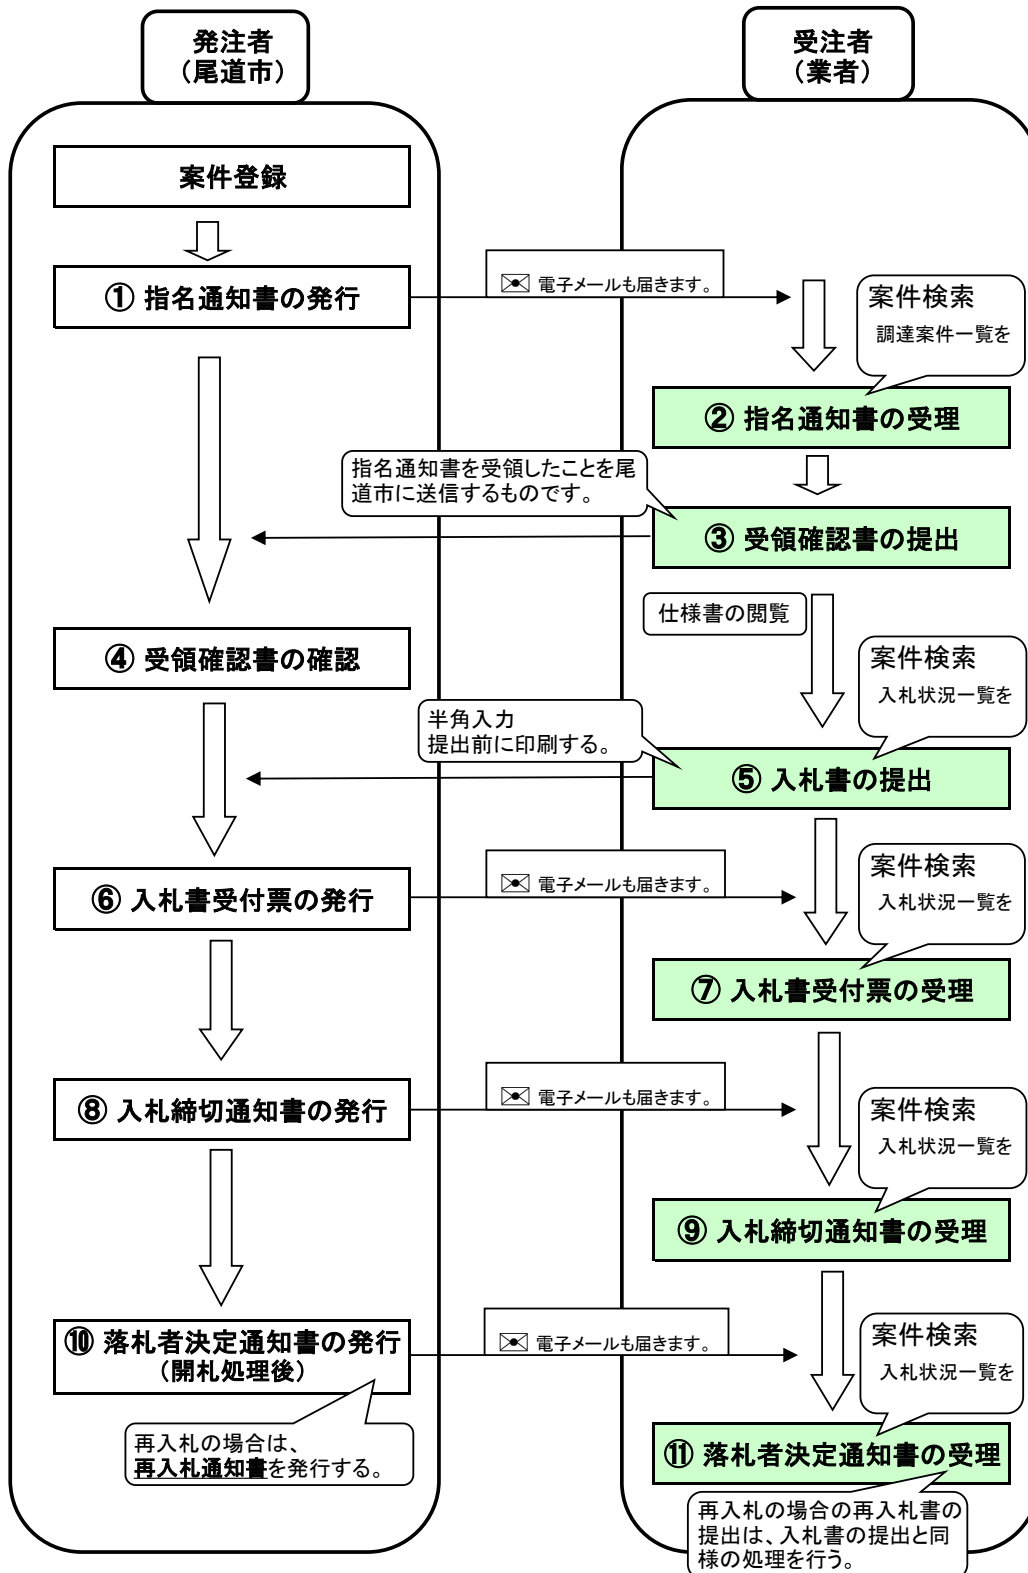 発注者
（尾道市）
受注者
（業者）
案件登録
① 指名通知書の発行
電子メールも届きます。
案件検索
調達案件一覧を
② 指名通知書の受理
指名通知書を受領したことを尾
道市に送信するものです。
③ 受領確認書の提出
仕様書の閲覧
④ 受領確認書の確認
案件検索
入札状況一覧を
半角入力
提出前に印刷する。
⑤ 入札書の提出
⑥ 入札書受付票の発行
電子メールも届きます。
案件検索
入札状況一覧を
⑦ 入札書受付票の受理
⑧ 入札締切通知書の発行
電子メールも届きます。
案件検索
入札状況一覧を
⑨ 入札締切通知書の受理
⑩ 落札者決定通知書の発行
（開札処理後）
電子メールも届きます。
案件検索
入札状況一覧を
再入札の場合は、
再入札通知書を発行する。
⑪ 落札者決定通知書の受理
再入札の場合の再入札書の
提出は、入札書の提出と同
様の処理を行う。